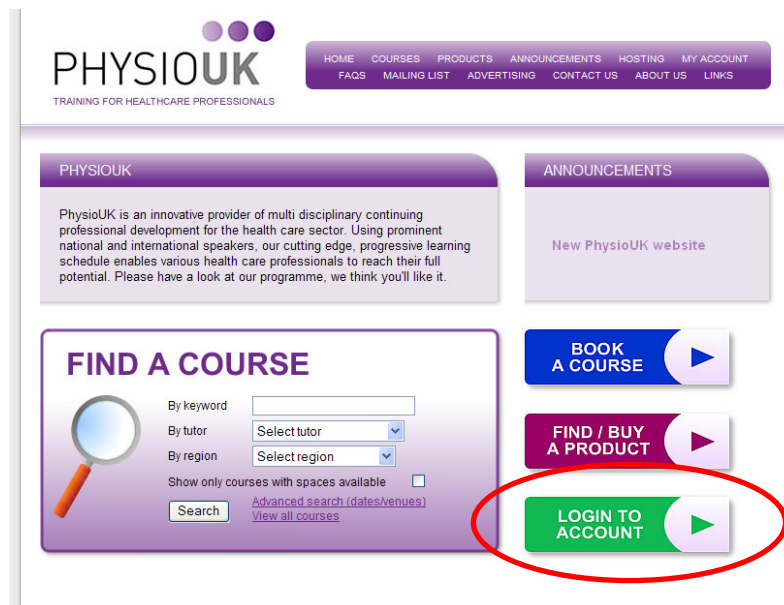 PHYSIOUK
TRAINING FOR HEALTHCARE PROFESSIONALS
HOME COURSES PRODUCTS ANNOUNCEMENTS HOSTING MY ACCOUNT
FAQS MAILING LIST ADVERTISING CONTACT US ABOUT US LINKS
PHYSIOUK
PhysioUK is an innovative provider of multi disciplinary continuing
professional development for the health care sector. Using prominent
national and international speakers, our cutting edge, progressive learning
schedule enables various health care professionals to reach their full
potential. Please have a look at our programme, we think you'll like it.
ANNOUNCEMENTS
New PhysioUK website
FIND A COURSE
By keyword
By tutor Select tutor
By region Select region
Show only courses with spaces available
Search
Advanced search (dates/venues)
View all courses
BOOK
A COURSE
FIND / BUY
A PRODUCT
LOGIN TO
ACCOUNT